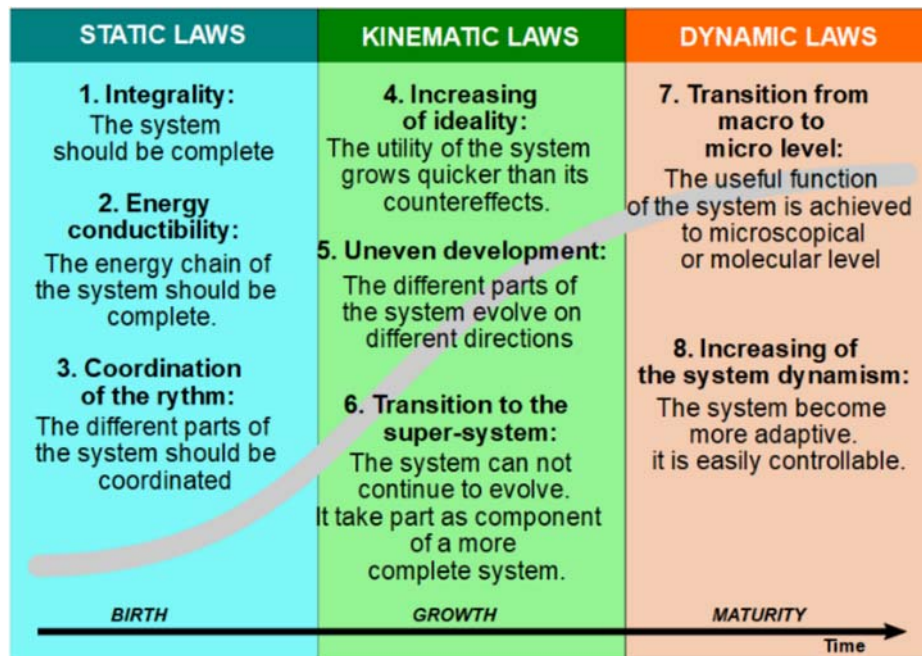 STATIC LAWS
1. Integrality:
The system
should be complete
2. Energy
conductibility:
The energy chain of
the system should be
complete.
3. Coordination
of the rythm:
The different parts of
the system should be
coordinated
BIRTH
KINEMATIC LAWS
4. Increasing
of ideality:
The utility of the system
grows quicker than its
countereffects.
5. Uneven development:
The different parts of
the system evolve on
different directions
6. Transition to the
super-system:
The system can not
continue to evolve.
It take part as component
of a more
complete system.
GROWTH
DYNAMIC LAWS
7. Transition from
macro to
micro level:
The useful function
of the system is achieved
to microscopical
or molecular level
8. Increasing of
the system dynamism:
The system become
more adaptive.
it is easily controllable.
MATURITY
Time